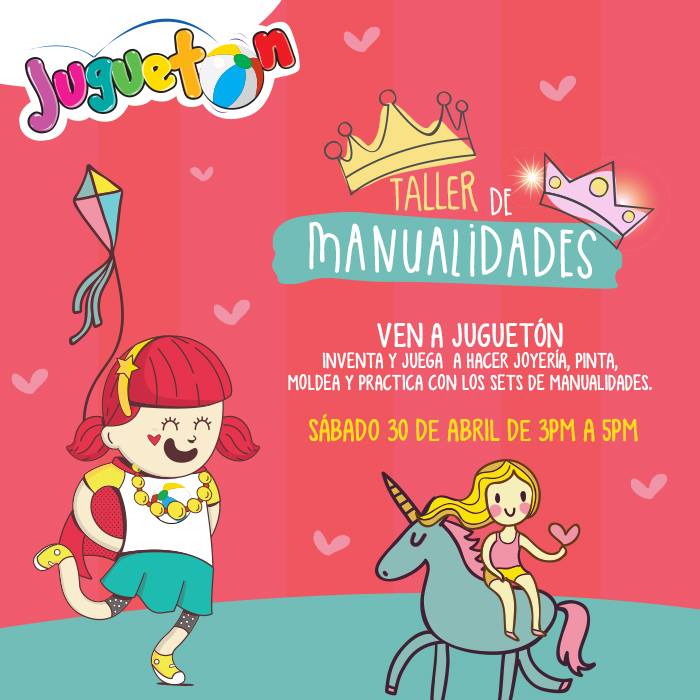 Juguetón
TALLER DE
MANUALIDADES
VEN A JUGUETÓN
INVENTA Y JUEGA A HACER JOYERÍA, PINTA,
MOLDEA Y PRACTICA CON LOS SETS DE MANUALIDADES.
SÁBADO 30 DE ABRIL DE 3PM A 5PM